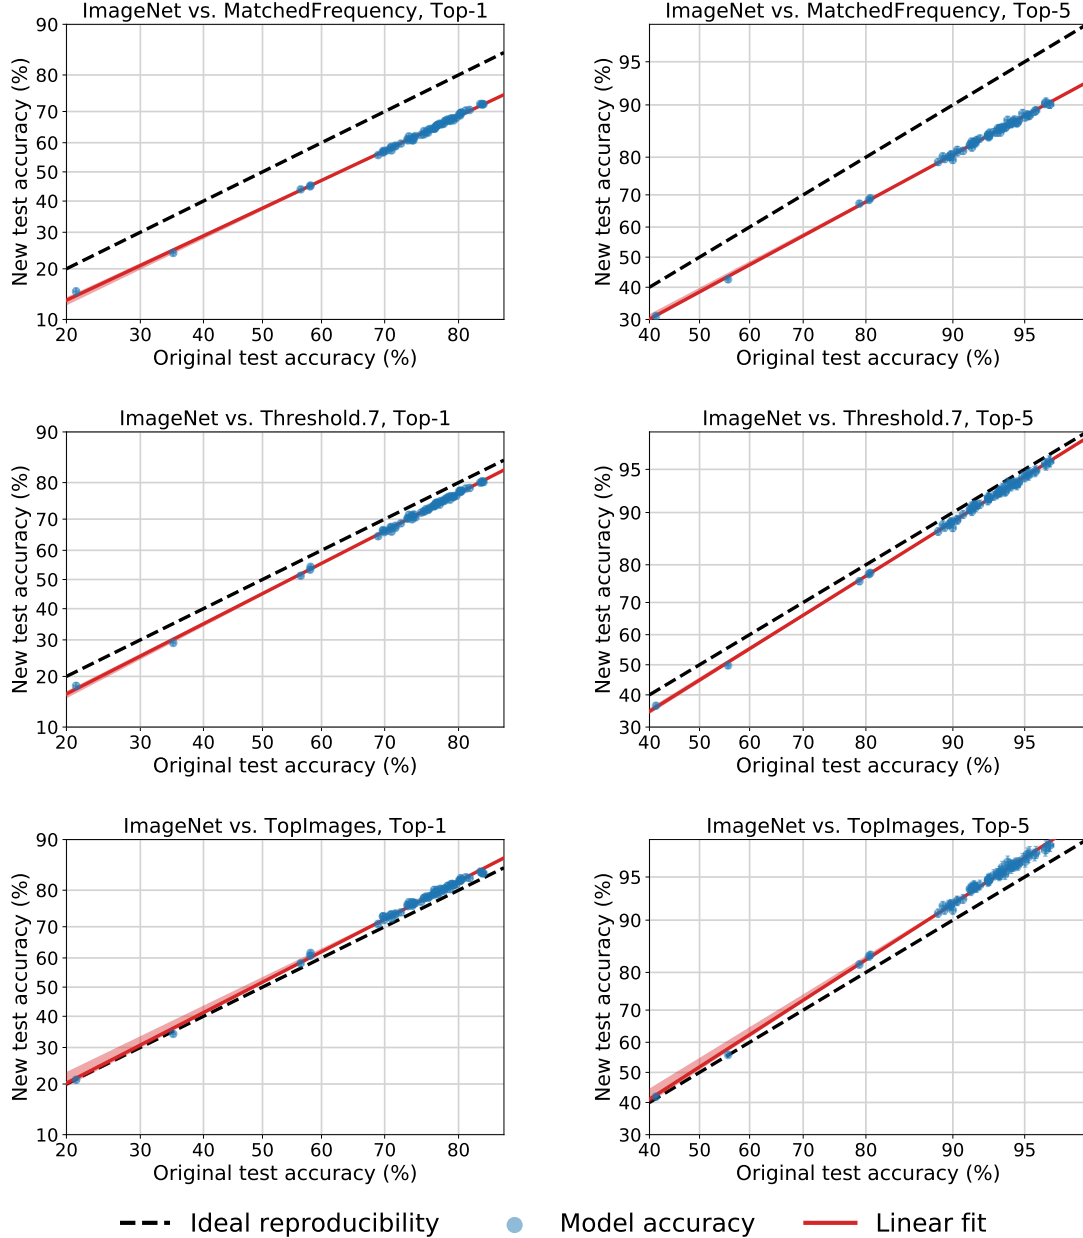 ImageNet vs. MatchedFrequency, Top-1
New test accuracy (%)
90
80
70
60
50
40
30
20
10
20 30 40 50 60 70 80
Original test accuracy (%)
ImageNet vs. MatchedFrequency, Top-5
New test accuracy (%)
95
90
80
70
60
50
40
30
40 50 60 70 80 90 95
Original test accuracy (%)
ImageNet vs. Threshold.7, Top-1
New test accuracy (%)
90
80
70
60
50
40
30
20
10
20 30 40 50 60 70 80
Original test accuracy (%)
ImageNet vs. Threshold.7, Top-5
New test accuracy (%)
95
90
80
70
60
50
40
30
40 50 60 70 80 90 95
Original test accuracy (%)
ImageNet vs. TopImages, Top-1
New test accuracy (%)
90
80
70
60
50
40
30
20
10
20 30 40 50 60 70 80
Original test accuracy (%)
ImageNet vs. TopImages, Top-5
New test accuracy (%)
95
90
80
70
60
50
40
30
40 50 60 70 80 90 95
Original test accuracy (%)
Ideal reproducibility Model accuracy Linear fit